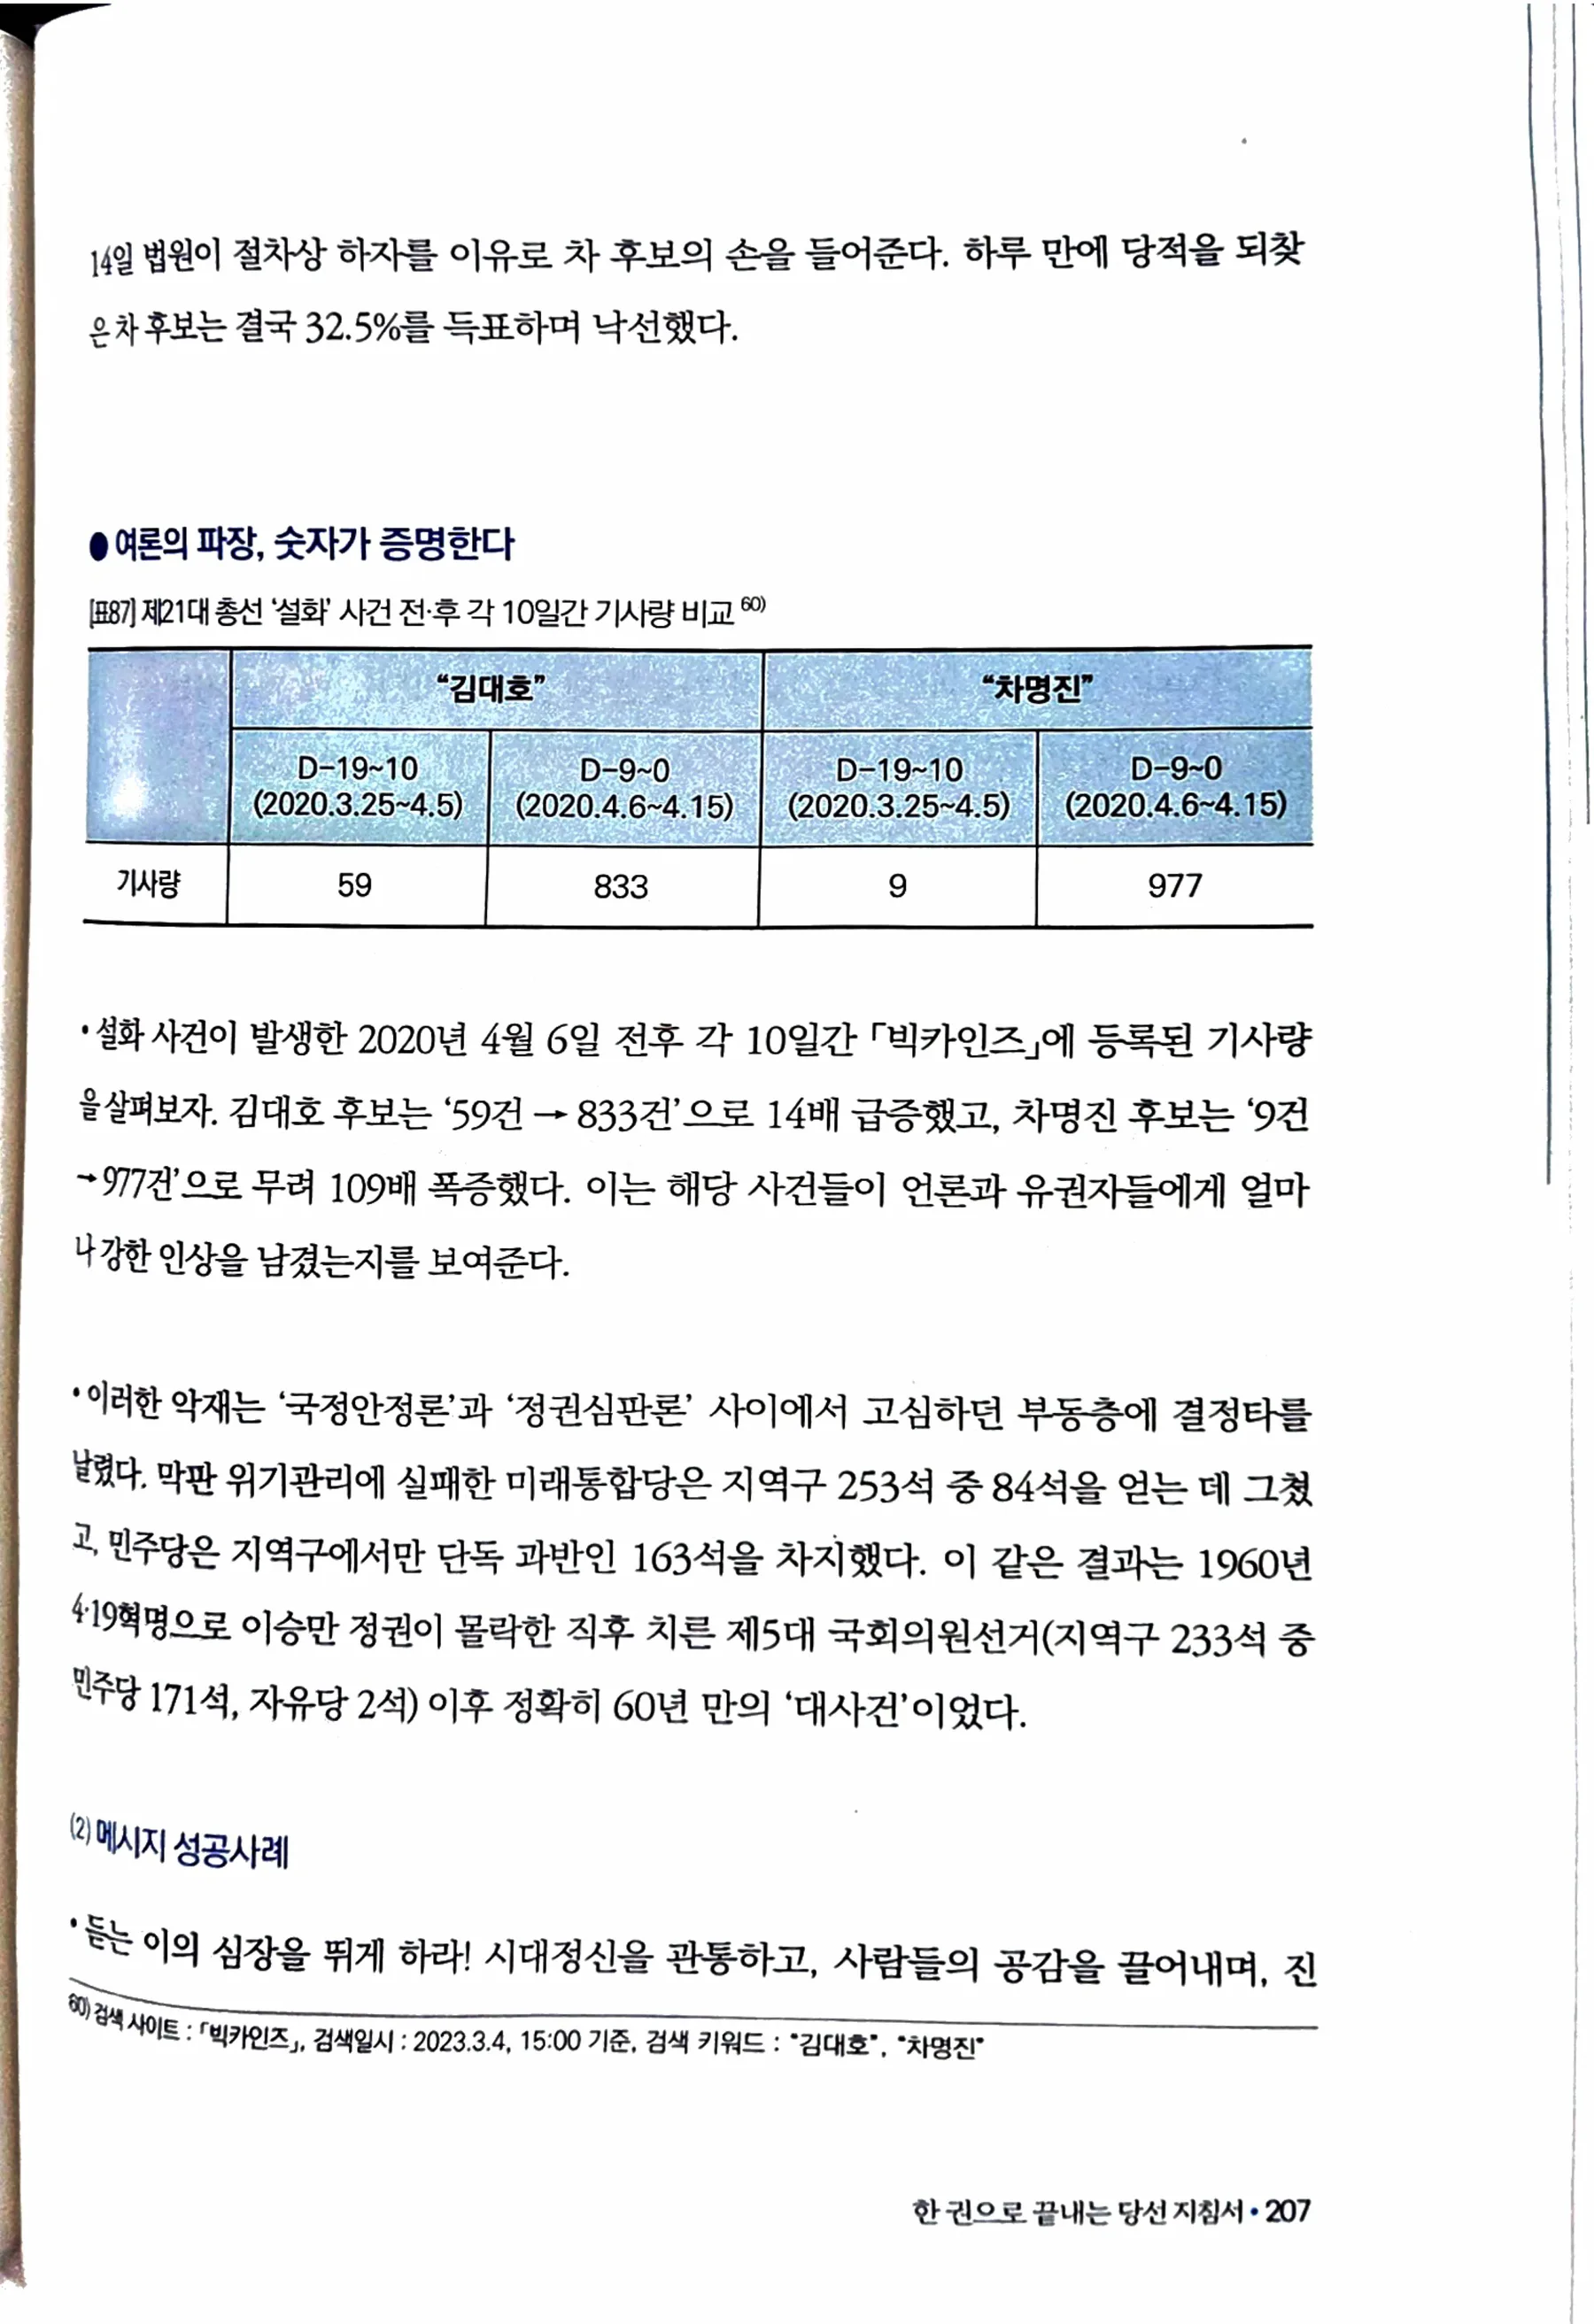 14일 법원이 절차상 하자를 이유로 차 후보의 손을 들어준다. 하루 만에 당적을 되찾
은 차 후보는 결국 32.5%를 득표하며 낙선했다.
● 여론의 파장, 숫자가 증명한다
[표87] 제21대 총선 ‘설화’ 사건 전·후 각 10일간 기사량 비교 60)
“김대호” “차명진”
D-19~10 D-9~0 D-19~10 D-9~0
(2020.3.25~4.5) (2020.4.6~4.15) (2020.3.25~4.5) (2020.4.6~4.15)
기사량 59 833 9 977
• 설화 사건이 발생한 2020년 4월 6일 전후 각 10일간 「빅카인즈」에 등록된 기사량
을 살펴보자. 김대호 후보는 ‘59건 → 833건’으로 14배 급증했고, 차명진 후보는 ‘9건
→ 977건’으로 무려 109배 폭증했다. 이는 해당 사건들이 언론과 유권자들에게 얼마
나 강한 인상을 남겼는지를 보여준다.
• 이러한 악재는 ‘국정안정론’과 ‘정권심판론’ 사이에서 고심하던 부동층에 결정타를
날렸다. 막판 위기관리에 실패한 미래통합당은 지역구 253석 중 84석을 얻는 데 그쳤
고, 민주당은 지역구에서만 단독 과반인 163석을 차지했다. 이 같은 결과는 1960년
4·19혁명으로 이승만 정권이 몰락한 직후 치른 제5대 국회의원선거(지역구 233석 중
민주당 171석, 자유당 2석) 이후 정확히 60년 만의 ‘대사건’이었다.
(2) 메시지 성공사례
• 듣는 이의 심장을 뛰게 하라! 시대정신을 관통하고, 사람들의 공감을 끌어내며, 진
60) 검색 사이트 : 「빅카인즈」, 검색일시 : 2023.3.4, 15:00 기준, 검색 키워드 : “김대호”, “차명진”
한 권으로 끝내는 당선 지침서 • 207